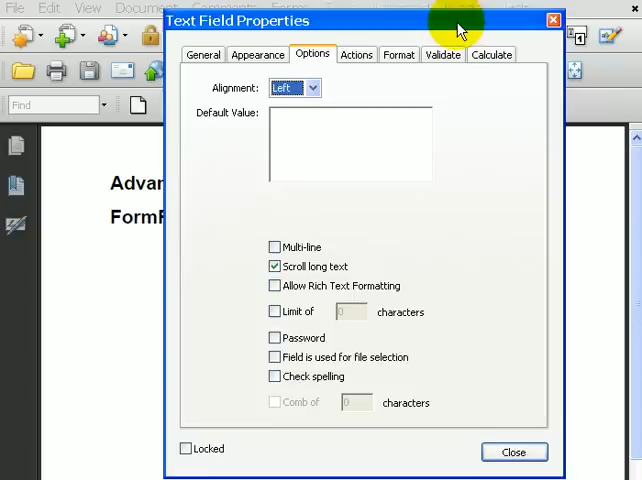 File Edit View Document
Text Field Properties
General Appearance Options Actions Format Validate Calculate
Find
Alignment: Left
Default Value:
Advan
FormF
Multi-line
Scroll long text
Allow Rich Text Formatting
Limit of 0 characters
Password
Field is used for file selection
Check spelling
Comb of 0 characters
Locked
Close